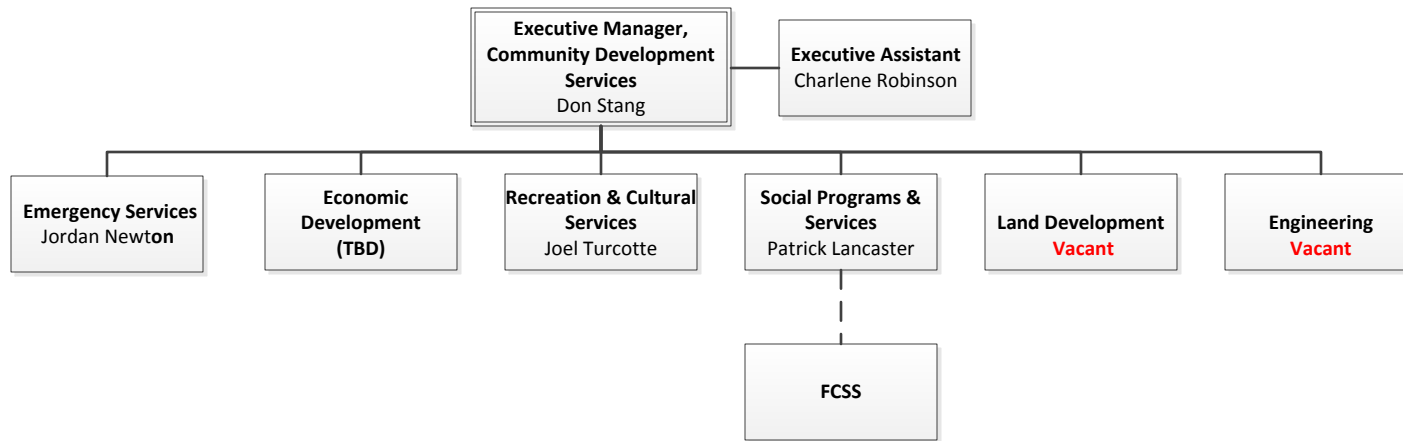 Executive Manager,
Community Development
Services
Don Stang
Executive Assistant
Charlene Robinson
Emergency Services
Jordan Newton
Economic
Development
(TBD)
Recreation & Cultural
Services
Joel Turcotte
Social Programs &
Services
Patrick Lancaster
Land Development
Vacant
Engineering
Vacant
FCSS